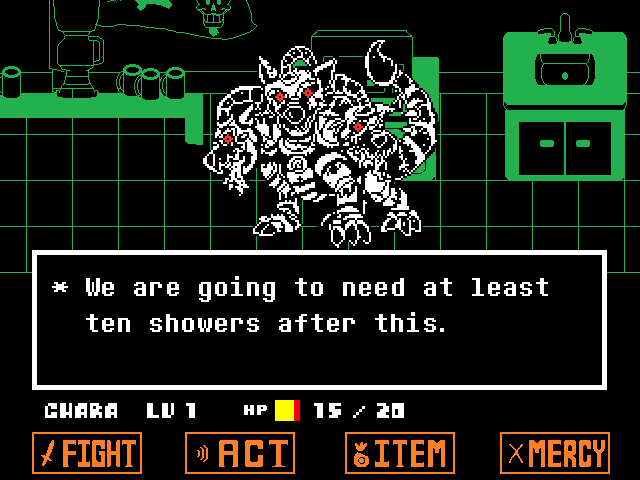 * We are going to need at least
ten showers after this.
CHARA LV 1 HP 15 / 20
FIGHT ACT ITEM MERCY